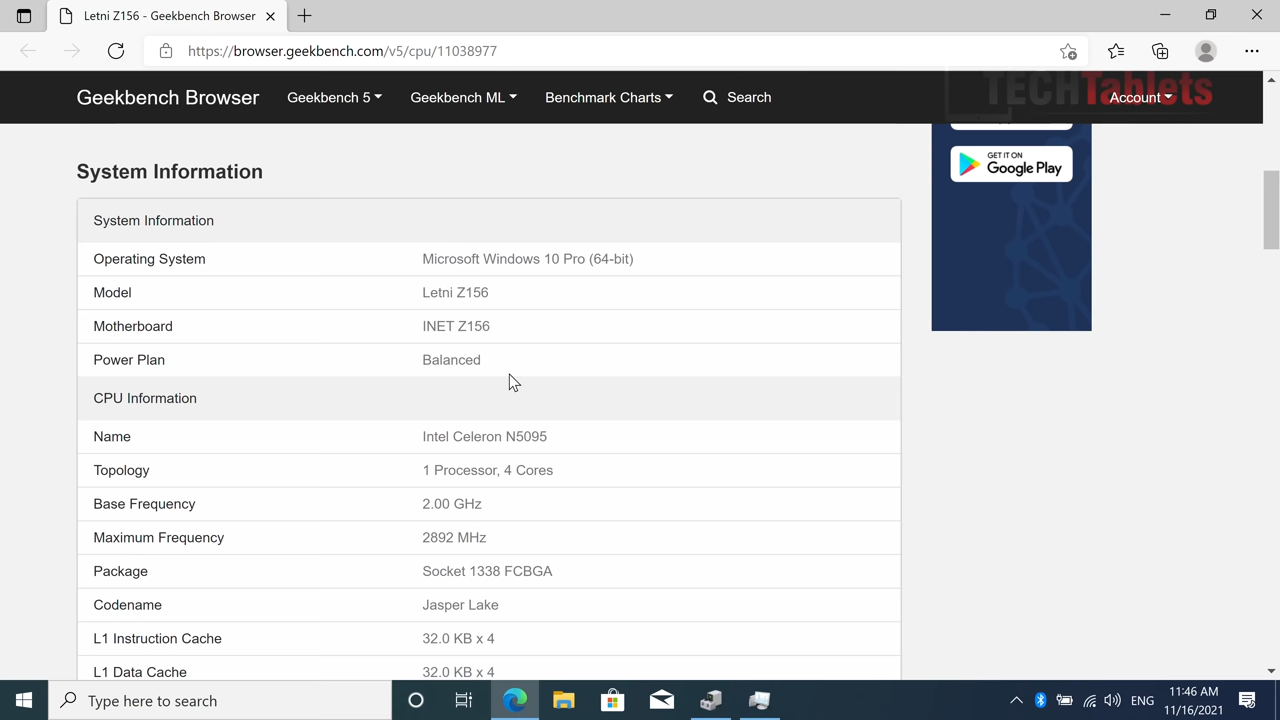 Letni Z156 - Geekbench Browser
https://browser.geekbench.com/v5/cpu/11038977
TECHTablets
Geekbench Browser Geekbench 5 Geekbench ML Benchmark Charts Search Account
GET IT ON
Google Play
System Information
System Information
Operating System Microsoft Windows 10 Pro (64-bit)
Model Letni Z156
Motherboard INET Z156
Power Plan Balanced
CPU Information
Name Intel Celeron N5095
Topology 1 Processor, 4 Cores
Base Frequency 2.00 GHz
Maximum Frequency 2892 MHz
Package Socket 1338 FCBGA
Codename Jasper Lake
L1 Instruction Cache 32.0 KB x 4
L1 Data Cache 32.0 KB x 4
Type here to search
ENG
11:46 AM
11/16/2021